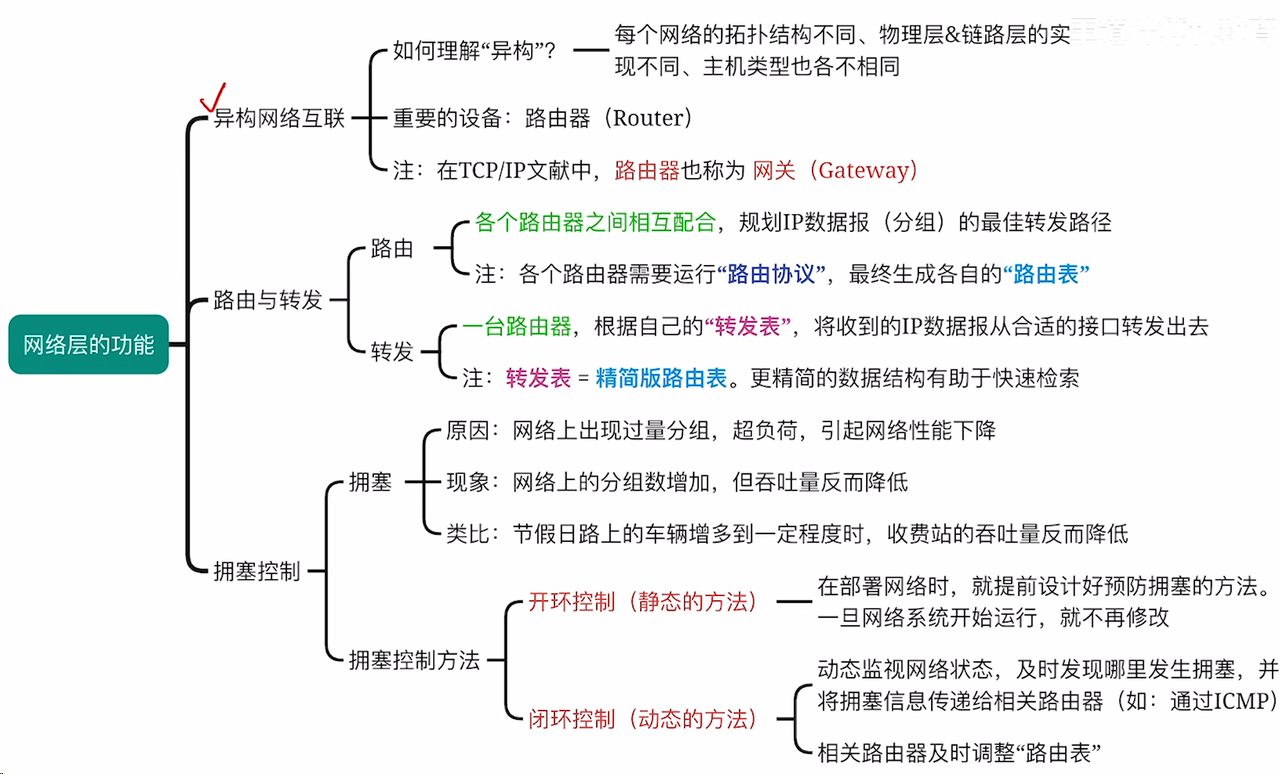 如何理解“异构”？
每个网络的拓扑结构不同、物理层&链路层的实
现不同、主机类型也各不相同
异构网络互联
重要的设备：路由器（Router）
注：在TCP/IP文献中，路由器也称为 网关（Gateway）
路由
各个路由器之间相互配合，规划IP数据报（分组）的最佳转发路径
注：各个路由器需要运行“路由协议”，最终生成各自的“路由表”
路由与转发
转发
一台路由器，根据自己的“转发表”，将收到的IP数据报从合适的接口转发出去
注：转发表 = 精简版路由表。更精简的数据结构有助于快速检索
网络层的功能
拥塞
原因：网络上出现过量分组，超负荷，引起网络性能下降
现象：网络上的分组数增加，但吞吐量反而降低
类比：节假日路上的车辆增多到一定程度时，收费站的吞吐量反而降低
拥塞控制
拥塞控制方法
开环控制（静态的方法）
在部署网络时，就提前设计好预防拥塞的方法。
一旦网络系统开始运行，就不再修改
闭环控制（动态的方法）
动态监视网络状态，及时发现哪里发生拥塞，并
将拥塞信息传递给相关路由器（如：通过ICMP）
相关路由器及时调整“路由表”